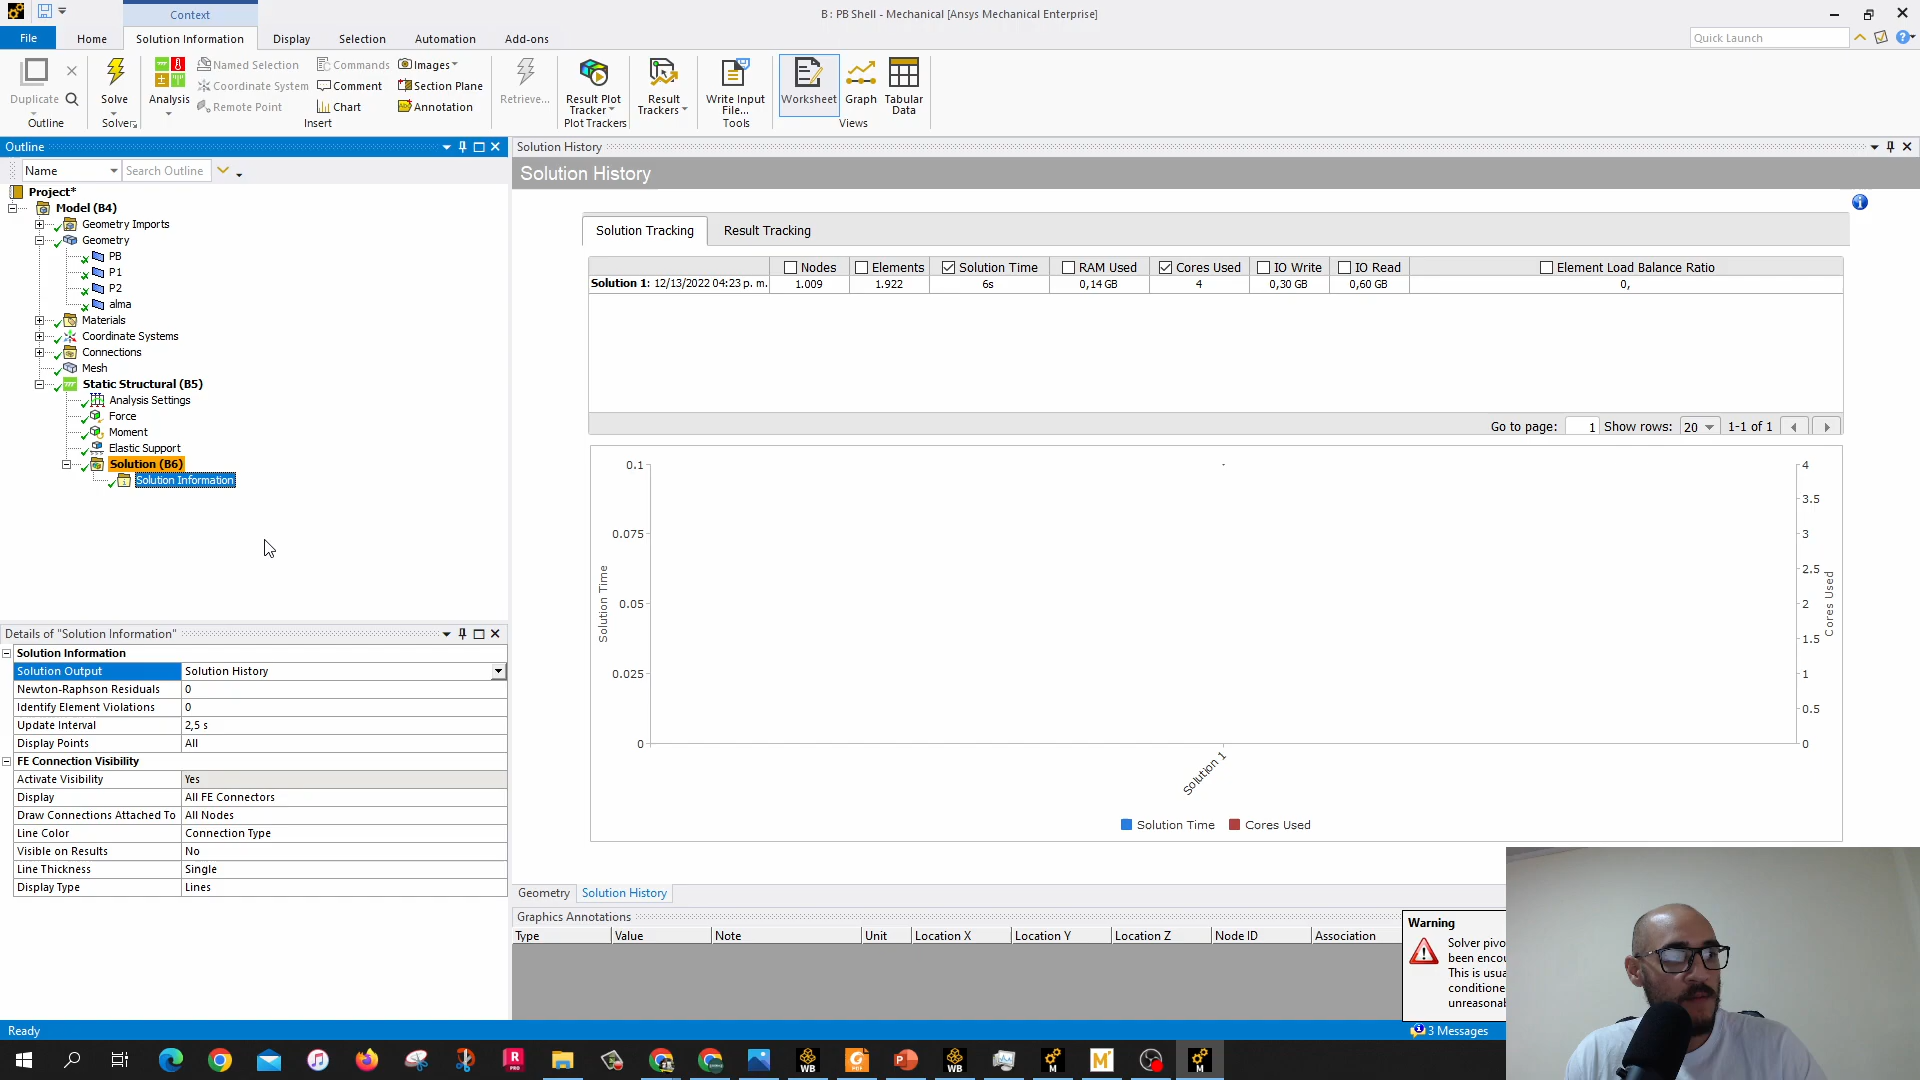 Context
B : PB Shell - Mechanical [Ansys Mechanical Enterprise]
File Home Solution Information Display Selection Automation Add-ons
Quick Launch
Duplicate
Outline
Solve
Solver
Analysis
Named Selection
Coordinate System
Remote Point
Commands
Comment
Chart
Images
Section Plane
Annotation
Insert
Retrieve...
Result Plot
Tracker
Plot Trackers
Result
Trackers
Write Input
File...
Tools
Worksheet
Graph
Tabular
Data
Views
Outline
Name Search Outline
Project*
Model (B4)
Geometry Imports
Geometry
PB
P1
P2
alma
Materials
Coordinate Systems
Connections
Mesh
Static Structural (B5)
Analysis Settings
Force
Moment
Elastic Support
Solution (B6)
Solution Information
Details of "Solution Information"
Solution Information
Solution Output Solution History
Newton-Raphson Residuals 0
Identify Element Violations 0
Update Interval 2,5 s
Display Points All
FE Connection Visibility
Activate Visibility Yes
Display All FE Connectors
Draw Connections Attached To All Nodes
Line Color Connection Type
Visible on Results No
Line Thickness Single
Display Type Lines
Solution History
Solution History
Solution Tracking Result Tracking
Nodes Elements Solution Time RAM Used Cores Used IO Write IO Read Element Load Balance Ratio
Solution 1: 12/13/2022 04:23 p. m. 1.009 1.922 6s 0,14 GB 4 0,30 GB 0,60 GB 0,
Go to page: 1 Show rows: 20 1-1 of 1
0.1
0.075
0.05
0.025
0
Solution Time
4
3.5
3
2.5
2
1.5
1
0.5
0
Cores Used
Solution 1
Solution Time Cores Used
Geometry Solution History
Graphics Annotations
Type Value Note Unit Location X Location Y Location Z Node ID Association
Warning
Solver pivo
been encou
This is usua
conditione
unreasonab
Ready
3 Messages
R
PRO
WB
WB
M
M
M